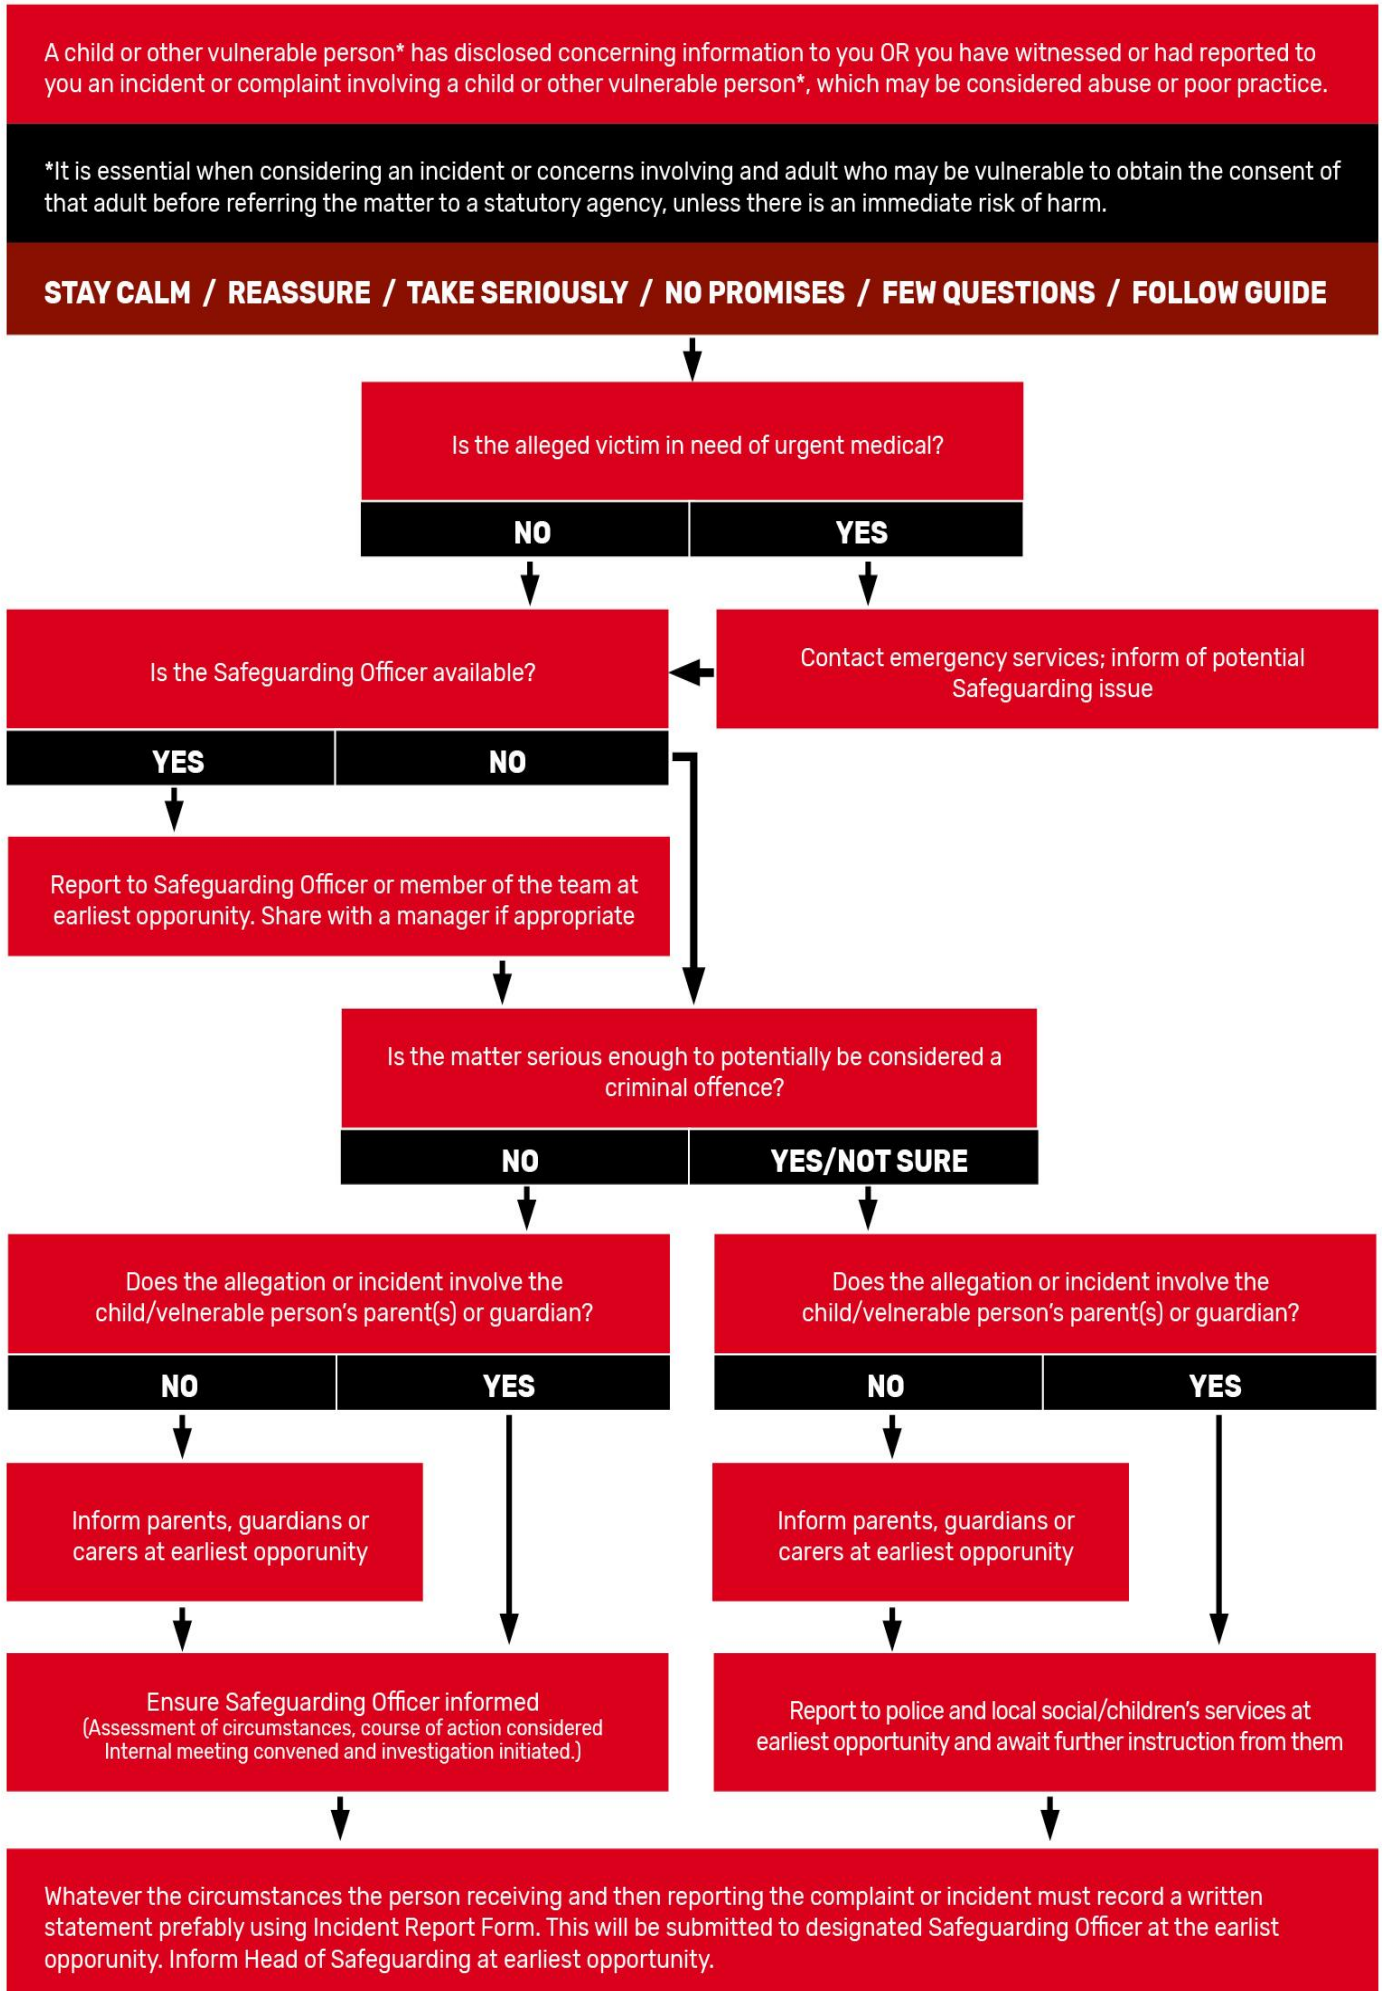 A child or other vulnerable person* has disclosed concerning information to you OR you have witnessed or had reported to
you an incident or complaint involving a child or other vulnerable person*, which may be considered abuse or poor practice.
*It is essential when considering an incident or concerns involving and adult who may be vulnerable to obtain the consent of
that adult before referring the matter to a statutory agency, unless there is an immediate risk of harm.
STAY CALM / REASSURE / TAKE SERIOUSLY / NO PROMISES / FEW QUESTIONS / FOLLOW GUIDE
Is the alleged victim in need of urgent medical?
NO
YES
Is the Safeguarding Officer available?
YES
NO
Contact emergency services; inform of potential
Safeguarding issue
Report to Safeguarding Officer or member of the team at
earliest opporunity. Share with a manager if appropriate
Is the matter serious enough to potentially be considered a
criminal offence?
NO
YES/NOT SURE
Does the allegation or incident involve the
child/velnerable person's parent(s) or guardian?
NO
YES
Does the allegation or incident involve the
child/velnerable person's parent(s) or guardian?
NO
YES
Inform parents, guardians or
carers at earliest opporunity
Inform parents, guardians or
carers at earliest opporunity
Ensure Safeguarding Officer informed
(Assessment of circumstances, course of action considered
Internal meeting convened and investigation initiated.)
Report to police and local social/children's services at
earliest opportunity and await further instruction from them
Whatever the circumstances the person receiving and then reporting the complaint or incident must record a written
statement prefably using Incident Report Form. This will be submitted to designated Safeguarding Officer at the earlist
opporunity. Inform Head of Safeguarding at earliest opportunity.